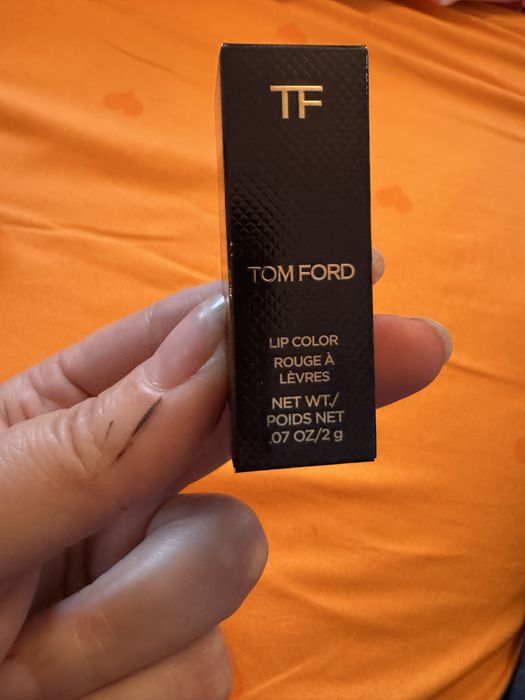 TF
TOM FORD
LIP COLOR
ROUGE À
LÈVRES
NET WT./
POIDS NET
.07 OZ/2 g